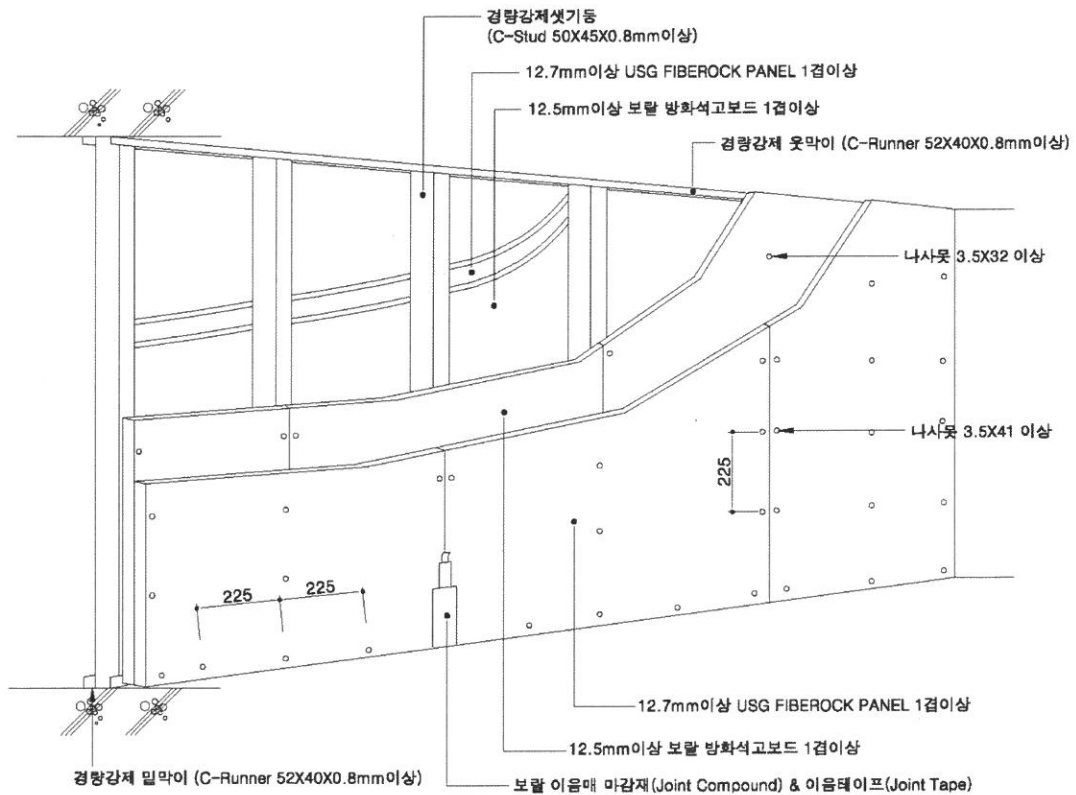 경량강제샛기둥
(C-Stud 50X45X0.8mm이상)
12.7mm이상 USG FIBEROCK PANEL 1겹이상
12.5mm이상 보랄 방화석고보드 1겹이상
경량강제 웃막이 (C-Runner 52X40X0.8mm이상)
나사못 3.5X32 이상
나사못 3.5X41 이상
225
225
225
12.7mm이상 USG FIBEROCK PANEL 1겹이상
12.5mm이상 보랄 방화석고보드 1겹이상
경량강제 밑막이 (C-Runner 52X40X0.8mm이상)
보랄 이음매 마감재(Joint Compound) & 이음테이프(Joint Tape)